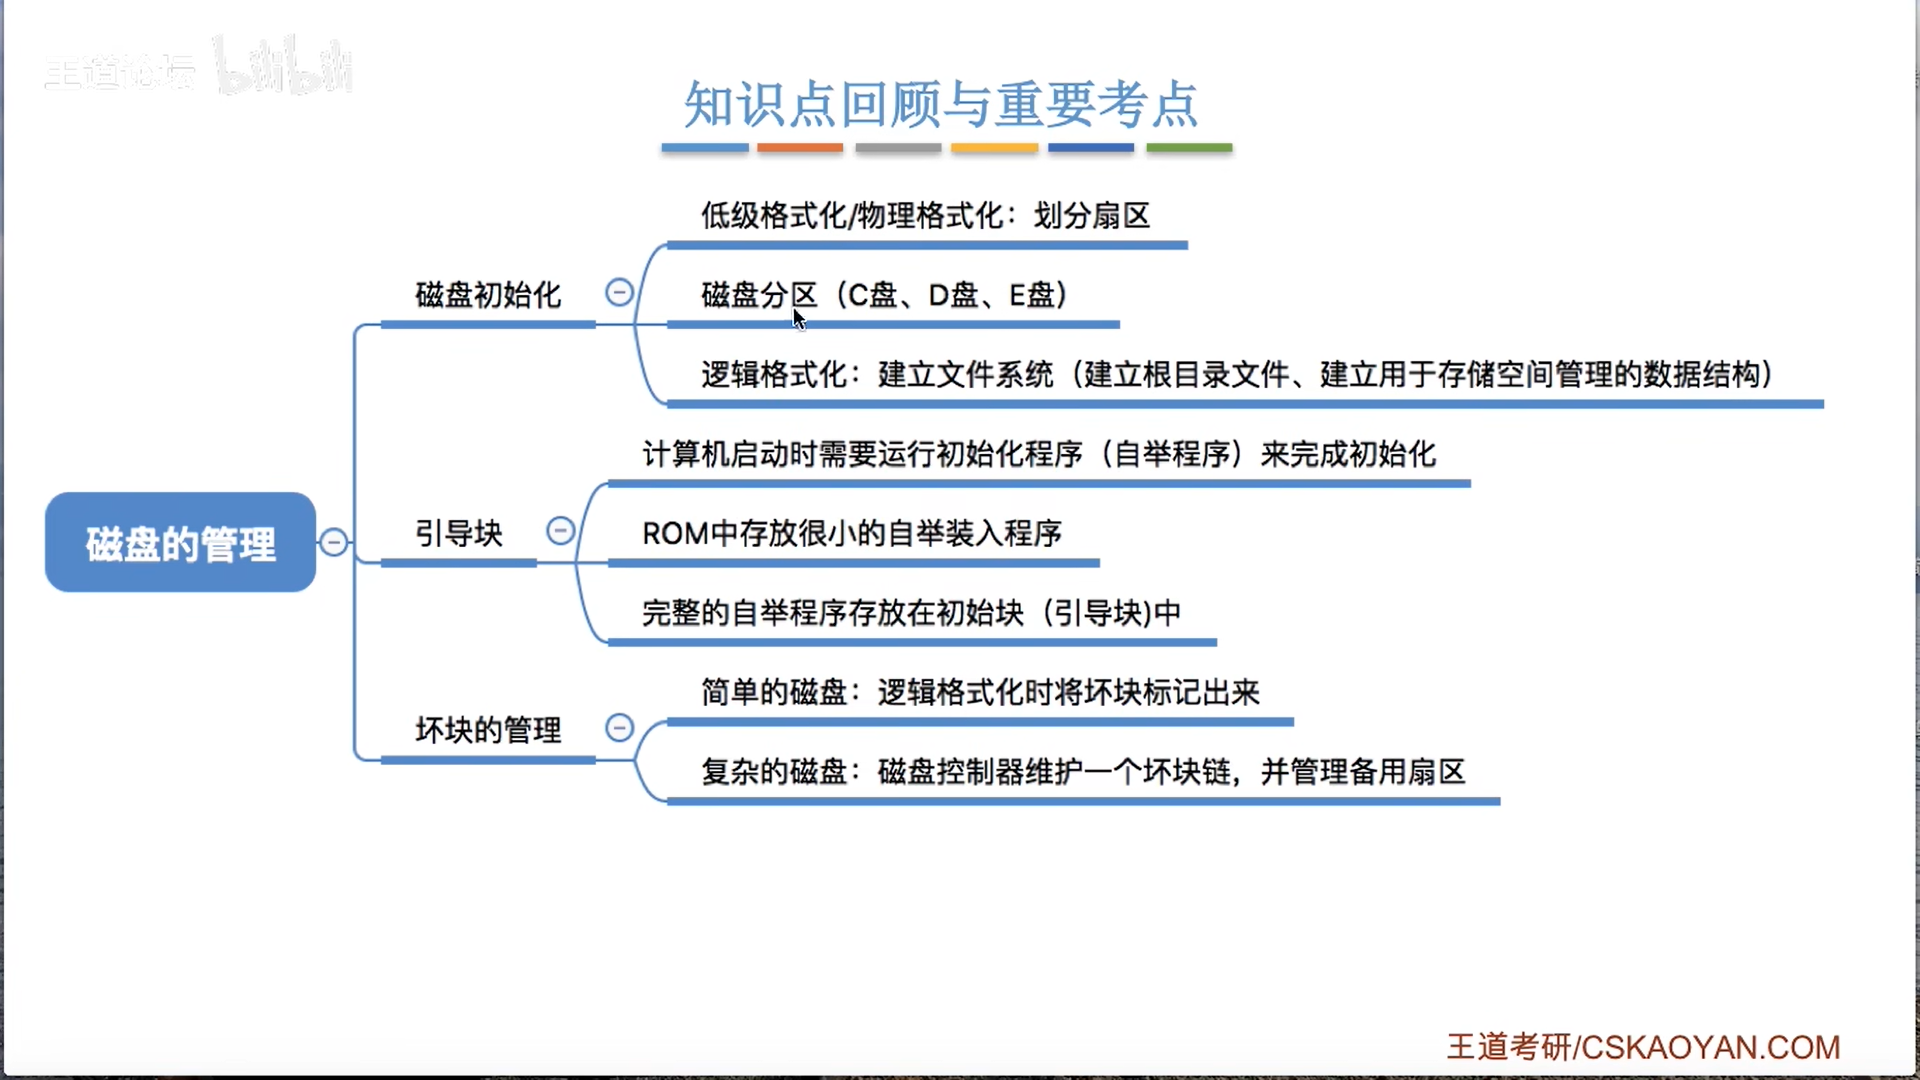 王道论坛 bilibili
知识点回顾与重要考点
磁盘的管理
磁盘初始化
低级格式化/物理格式化：划分扇区
磁盘分区（C盘、D盘、E盘）
逻辑格式化：建立文件系统（建立根目录文件、建立用于存储空间管理的数据结构）
引导块
计算机启动时需要运行初始化程序（自举程序）来完成初始化
ROM中存放很小的自举装入程序
完整的自举程序存放在初始块（引导块)中
坏块的管理
简单的磁盘：逻辑格式化时将坏块标记出来
复杂的磁盘：磁盘控制器维护一个坏块链，并管理备用扇区
王道考研/CSKAOYAN.COM